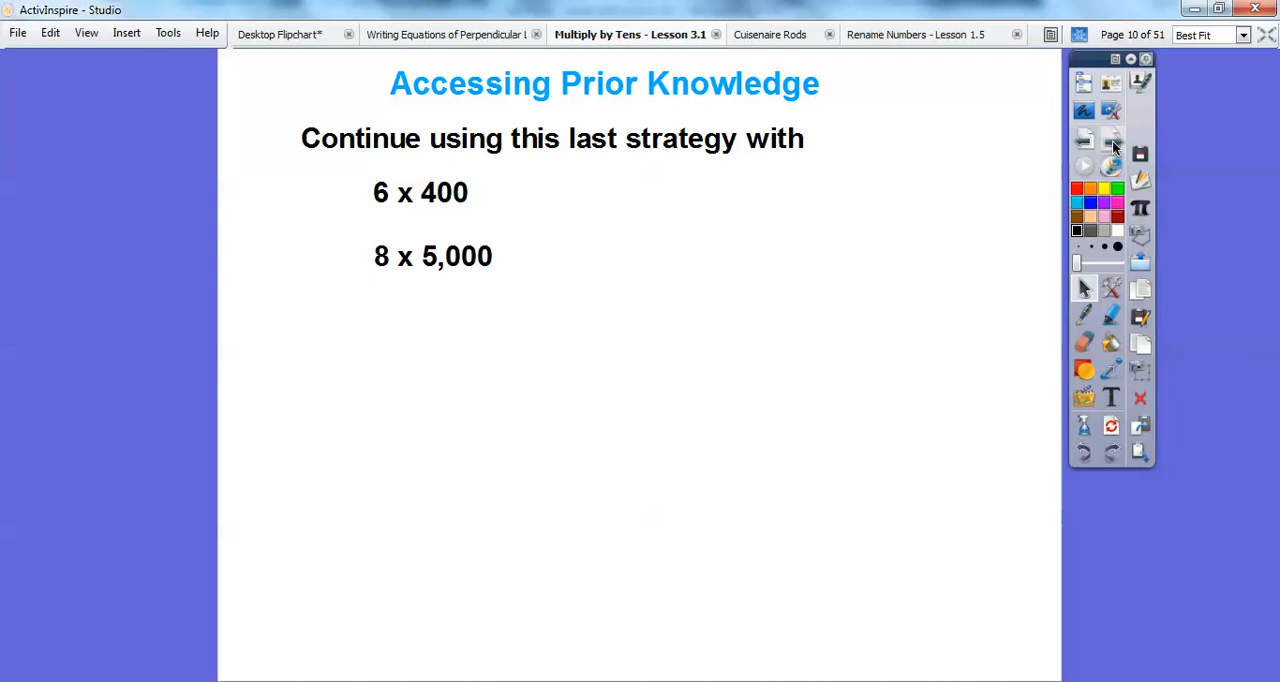 ActivInspire - Studio
File Edit View Insert Tools Help
Desktop Flipchart* Writing Equations of Perpendicular L Multiply by Tens - Lesson 3.1 Cuisenaire Rods Rename Numbers - Lesson 1.5 Page 10 of 51 Best Fit
Accessing Prior Knowledge
Continue using this last strategy with
6 x 400
8 x 5,000